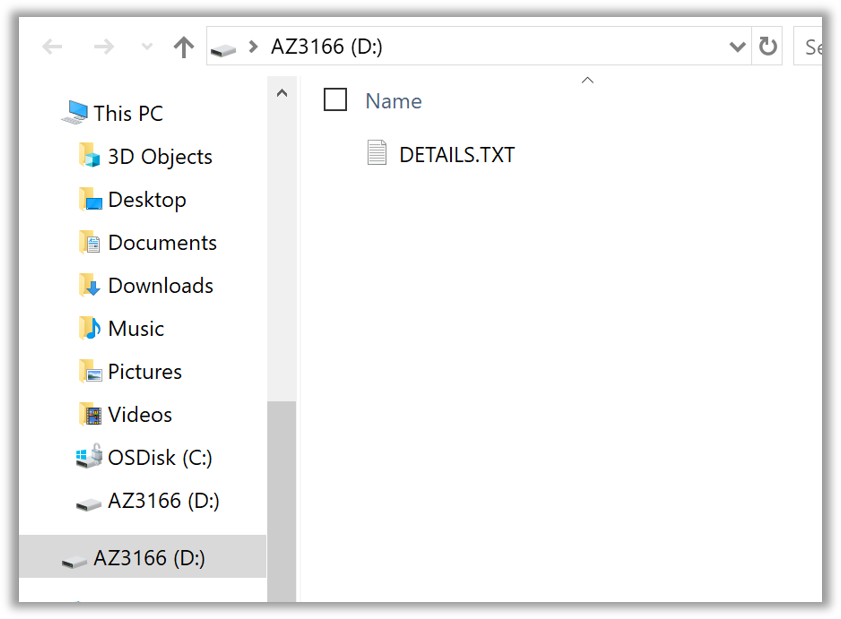 AZ3166 (D:)
Se
This PC
3D Objects
Desktop
Documents
Downloads
Music
Pictures
Videos
OSDisk (C:)
AZ3166 (D:)
AZ3166 (D:)
Name
DETAILS.TXT